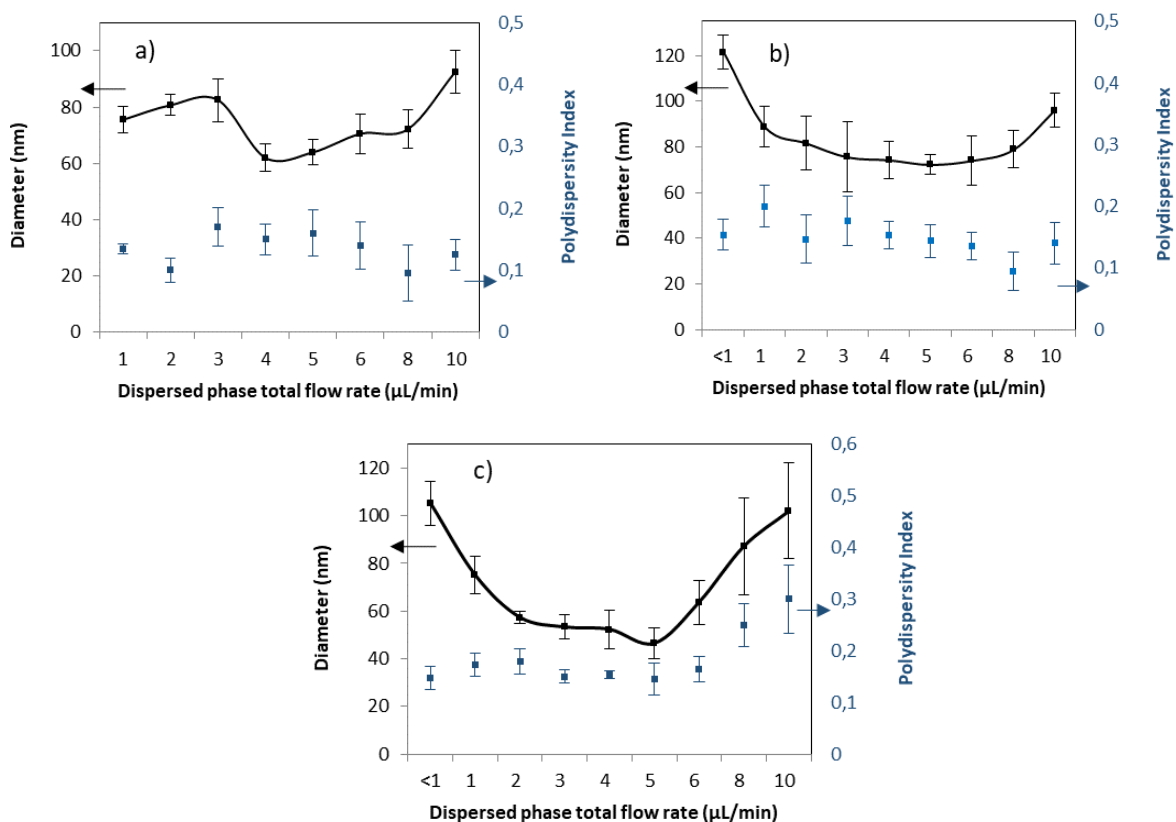 a)
Diameter (nm)
100
80
60
40
20
0
0,5
0,4
0,3
0,2
0,1
0
Polydispersity Index
1 2 3 4 5 6 8 10
Dispersed phase total flow rate (µL/min)
b)
Diameter (nm)
120
100
80
60
40
20
0
0,5
0,4
0,3
0,2
0,1
0
Polydispersity Index
<1 1 2 3 4 5 6 8 10
Dispersed phase total flow rate (µL/min)
c)
Diameter (nm)
120
100
80
60
40
20
0
0,6
0,5
0,4
0,3
0,2
0,1
0
Polydispersity Index
<1 1 2 3 4 5 6 8 10
Dispersed phase total flow rate (µL/min)